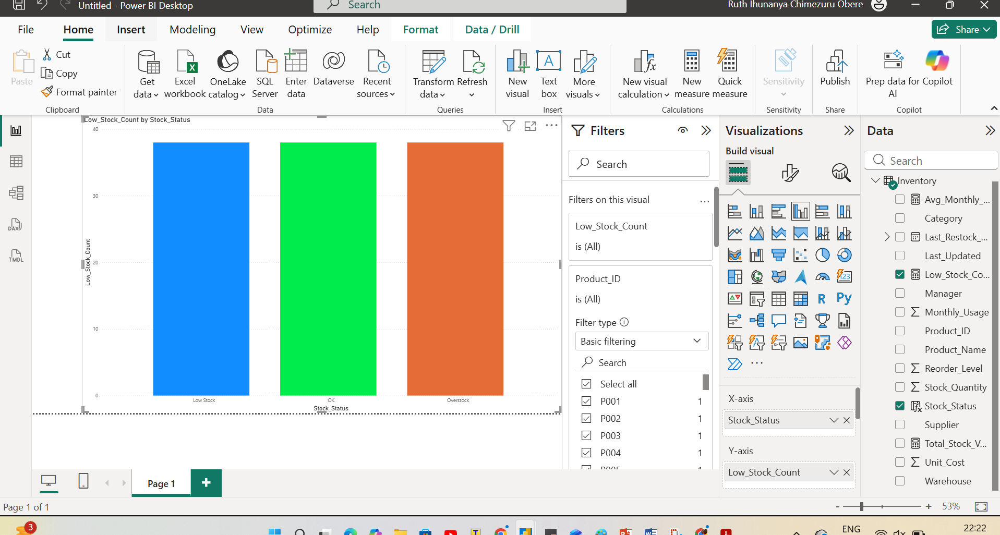 Untitled - Power BI Desktop
Search
Ruth Ihunanya Chimezuru Obere
File
Home
Insert
Modeling
View
Optimize
Help
Format
Data / Drill
Share
Paste
Cut
Copy
Format painter
Clipboard
Get data
Excel workbook
OneLake catalog
SQL Server
Enter data
Dataverse
Recent sources
Data
Transform data
Refresh
Queries
New visual
Text box
More visuals
Insert
New visual calculation
New measure
Quick measure
Calculations
Sensitivity
Sensitivity
Publish
Share
Prep data for AI
Copilot
Copilot
DAX
TMDL
Low_Stock_Count by Stock_Status
40
30
20
10
0
Low_Stock_Count
Low Stock
OK
Overstock
Stock_Status
Filters
Search
Filters on this visual
Low_Stock_Count
is (All)
Product_ID
is (All)
Filter type
Basic filtering
Search
Select all
P001 1
P002 1
P003 1
P004 1
Visualizations
Build visual
123
R
Py
X-axis
Stock_Status
Y-axis
Low_Stock_Count
Data
Search
Inventory
Avg_Monthly_...
Category
Last_Restock_...
Last_Updated
Low_Stock_Co...
Manager
Monthly_Usage
Product_ID
Product_Name
Reorder_Level
Stock_Quantity
Stock_Status
Supplier
Total_Stock_V...
Unit_Cost
Warehouse
Page 1
Page 1 of 1
53%
3
ENG
22:22